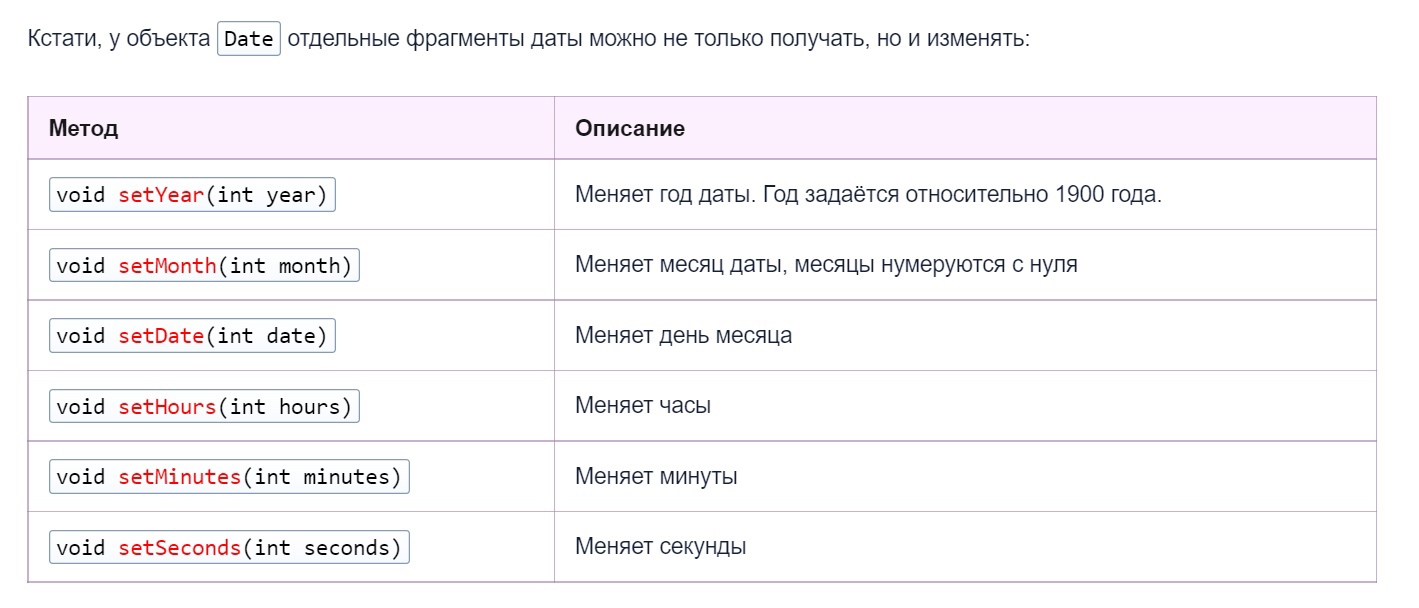 Кстати, у объекта Date отдельные фрагменты даты можно не только получать, но и изменять:
Метод Описание
void setYear(int year) Меняет год даты. Год задаётся относительно 1900 года.
void setMonth(int month) Меняет месяц даты, месяцы нумеруются с нуля
void setDate(int date) Меняет день месяца
void setHours(int hours) Меняет часы
void setMinutes(int minutes) Меняет минуты
void setSeconds(int seconds) Меняет секунды